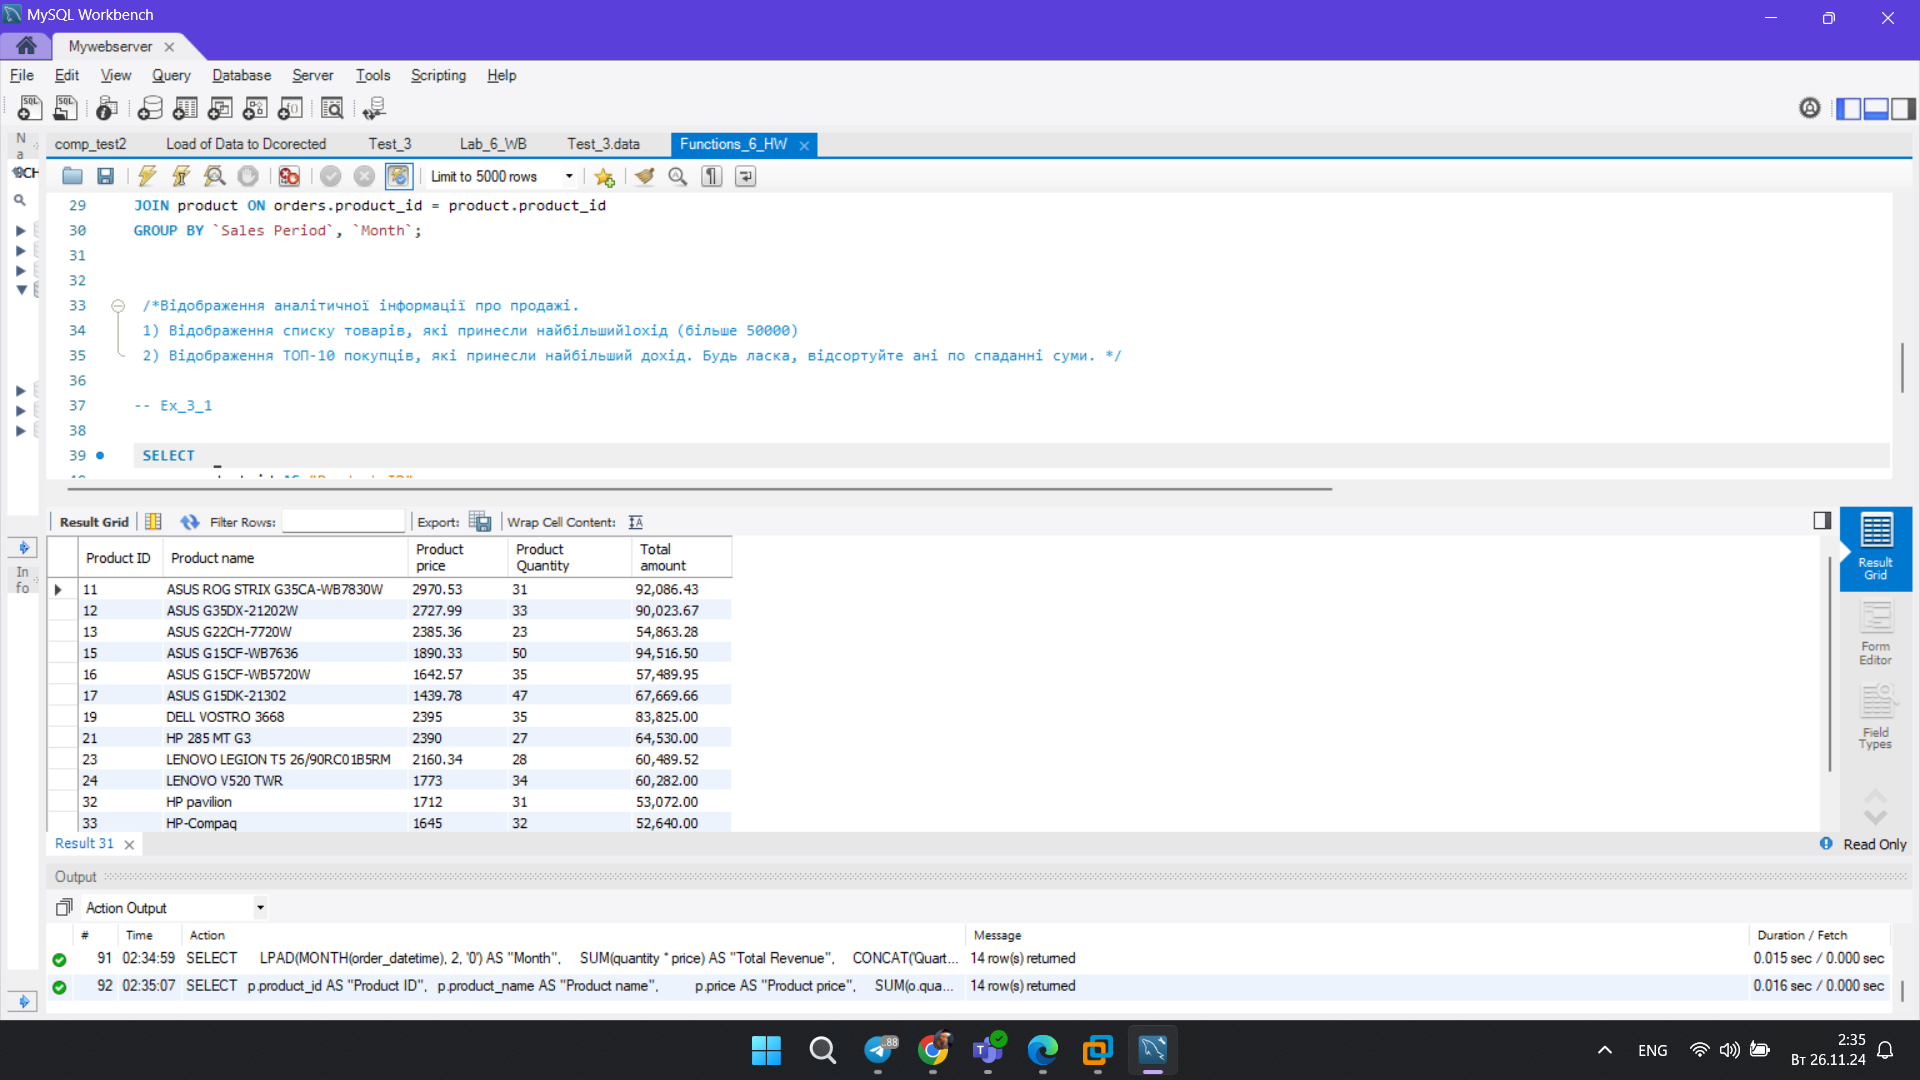 MySQL Workbench
Mywebserver
File Edit View Query Database Server Tools Scripting Help
N
a
comp_test2 Load of Data to Dcorected Test_3 Lab_6_WB Test_3.data Functions_6_HW
Limit to 5000 rows
29 JOIN product ON orders.product_id = product.product_id
30 GROUP BY `Sales Period`, `Month`;
31
32
33 /*Відображення аналітичної інформації про продажі.
34 1) Відображення списку товарів, які принесли найбільшийlохід (більше 50000)
35 2) Відображення ТОП-10 покупців, які принесли найбільший дохід. Будь ласка, відсортуйте ані по спаданні суми. */
36
37 -- Ex_3_1
38
39 SELECT
Result Grid Filter Rows: Export: Wrap Cell Content:
Product ID Product name Product price Product Quantity Total amount
11 ASUS ROG STRIX G35CA-WB7830W 2970.53 31 92,086.43
12 ASUS G35DX-21202W 2727.99 33 90,023.67
13 ASUS G22CH-7720W 2385.36 23 54,863.28
15 ASUS G15CF-WB7636 1890.33 50 94,516.50
16 ASUS G15CF-WB5720W 1642.57 35 57,489.95
17 ASUS G15DK-21302 1439.78 47 67,669.66
19 DELL VOSTRO 3668 2395 35 83,825.00
21 HP 285 MT G3 2390 27 64,530.00
23 LENOVO LEGION T5 26/90RC01B5RM 2160.34 28 60,489.52
24 LENOVO V520 TWR 1773 34 60,282.00
32 HP pavilion 1712 31 53,072.00
33 HP-Compaq 1645 32 52,640.00
In
fo
Result
Grid
Form
Editor
Field
Types
Result 31
Read Only
Output
Action Output
# Time Action Message Duration / Fetch
91 02:34:59 SELECT LPAD(MONTH(order_datetime), 2, '0') AS "Month", SUM(quantity * price) AS "Total Revenue", CONCAT('Quart... 14 row(s) returned 0.015 sec / 0.000 sec
92 02:35:07 SELECT p.product_id AS "Product ID", p.product_name AS "Product name", p.price AS "Product price", SUM(o.qua... 14 row(s) returned 0.016 sec / 0.000 sec
..88
ENG
2:35
Вт 26.11.24